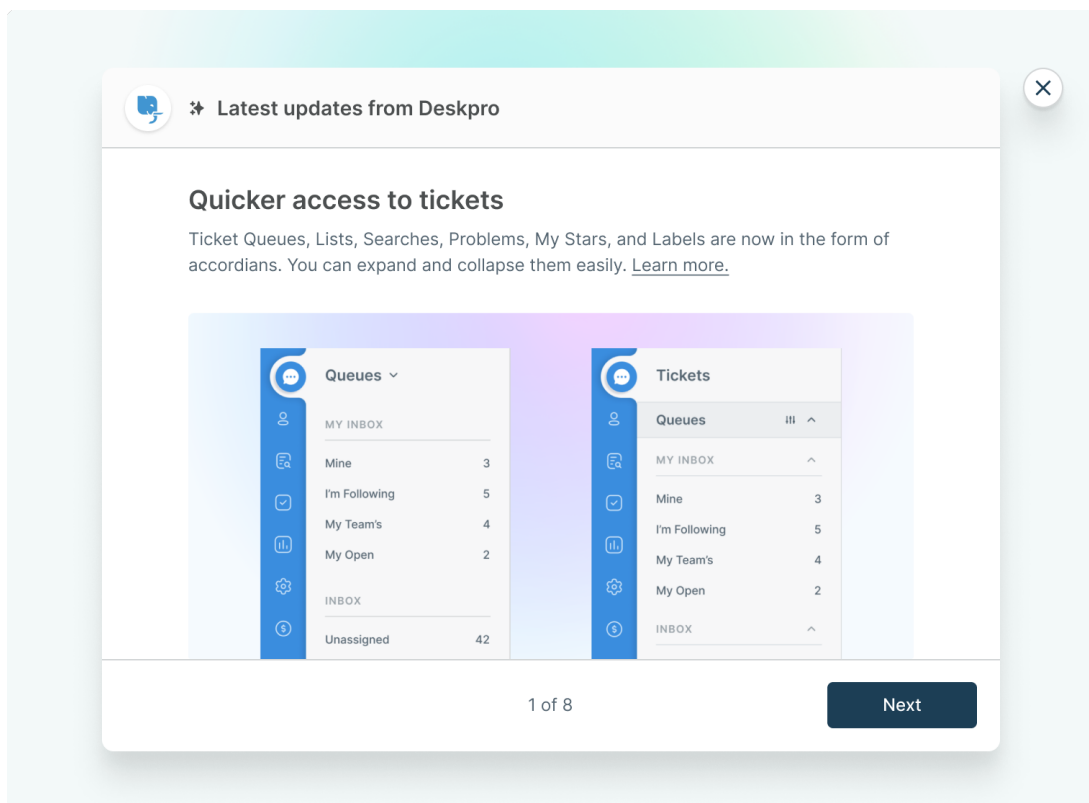 Latest updates from Deskpro
Quicker access to tickets
Ticket Queues, Lists, Searches, Problems, My Stars, and Labels are now in the form of
accordians. You can expand and collapse them easily. Learn more.
Queues
MY INBOX
Mine 3
I'm Following 5
My Team's 4
My Open 2
INBOX
Unassigned 42
Tickets
Queues
MY INBOX
Mine 3
I'm Following 5
My Team's 4
My Open 2
INBOX
1 of 8
Next